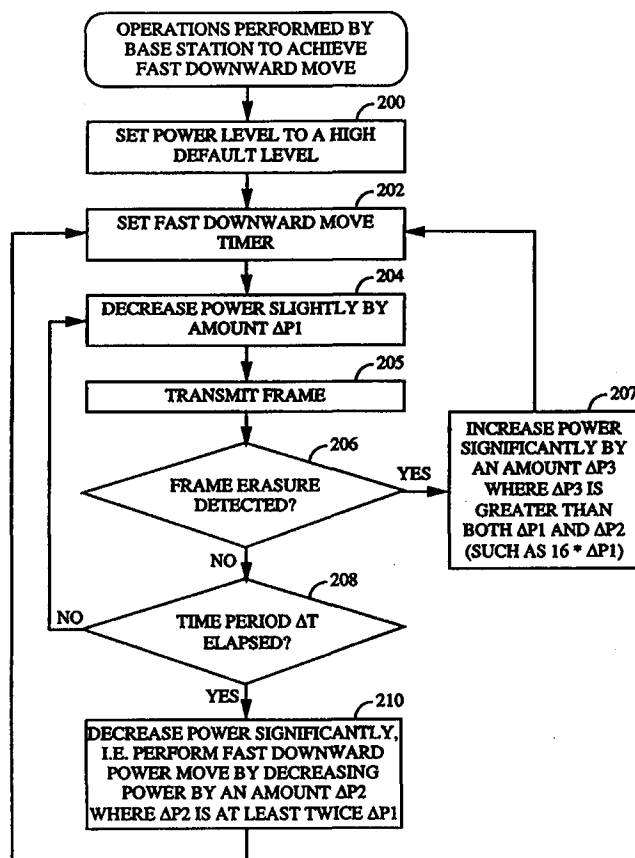 OPERATIONS PERFORMED BY
BASE STATION TO ACHIEVE
FAST DOWNWARD MOVE
200
SET POWER LEVEL TO A HIGH
DEFAULT LEVEL
202
SET FAST DOWNWARD MOVE
TIMER
204
DECREASE POWER SLIGHTLY BY
AMOUNT ΔP1
205
TRANSMIT FRAME
206
FRAME ERASURE
DETECTED?
YES
207
INCREASE POWER
SIGNIFICANTLY BY
AN AMOUNT ΔP3
WHERE ΔP3 IS
GREATER THAN
BOTH ΔP1 AND ΔP2
(SUCH AS 16 * ΔP1)
NO
208
TIME PERIOD ΔT
ELAPSED?
NO
YES
210
DECREASE POWER SIGNIFICANTLY,
I.E. PERFORM FAST DOWNWARD
POWER MOVE BY DECREASING
POWER BY AN AMOUNT ΔP2
WHERE ΔP2 IS AT LEAST TWICE ΔP1